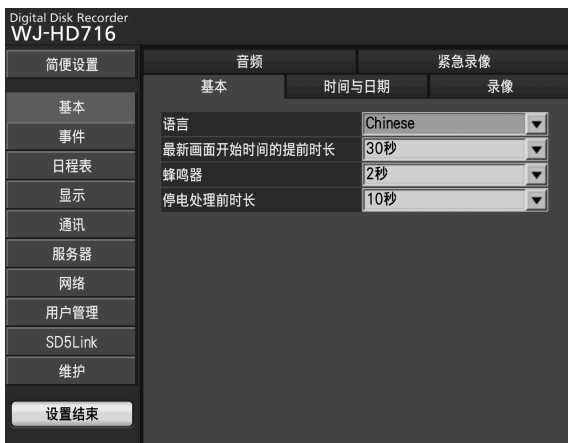 Digital Disk Recorder
WJ-HD716
简便设置
基本
事件
日程表
显示
通讯
服务器
网络
用户管理
SD5Link
维护
设置结束
音频 紧急录像
基本 时间与日期 录像
语言 Chinese
最新画面开始时间的提前时长 30秒
蜂鸣器 2秒
停电处理前时长 10秒